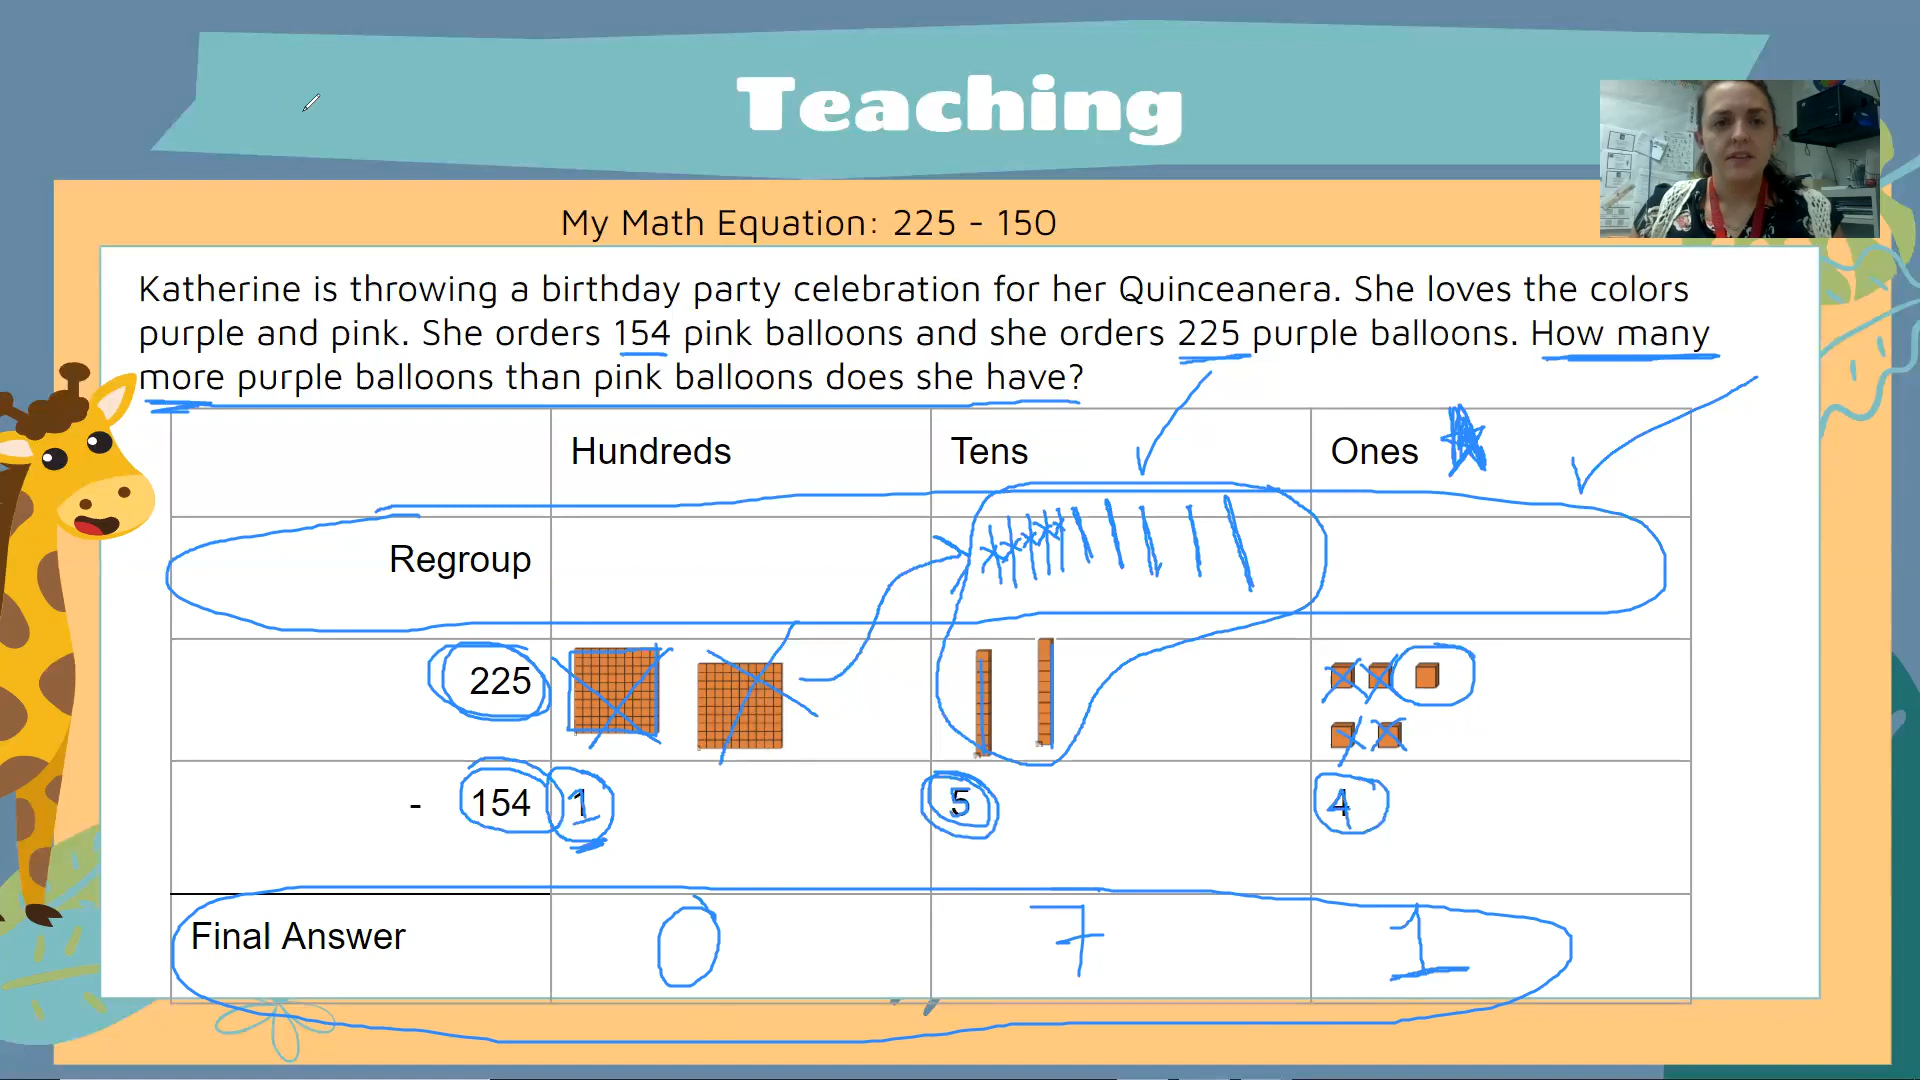 Teaching
My Math Equation: 225 - 150
Katherine is throwing a birthday party celebration for her Quinceanera. She loves the colors
purple and pink. She orders 154 pink balloons and she orders 225 purple balloons. How many
more purple balloons than pink balloons does she have?
Hundreds Tens Ones
Regroup
225
- 154 1 5 4
Final Answer 0 7 1